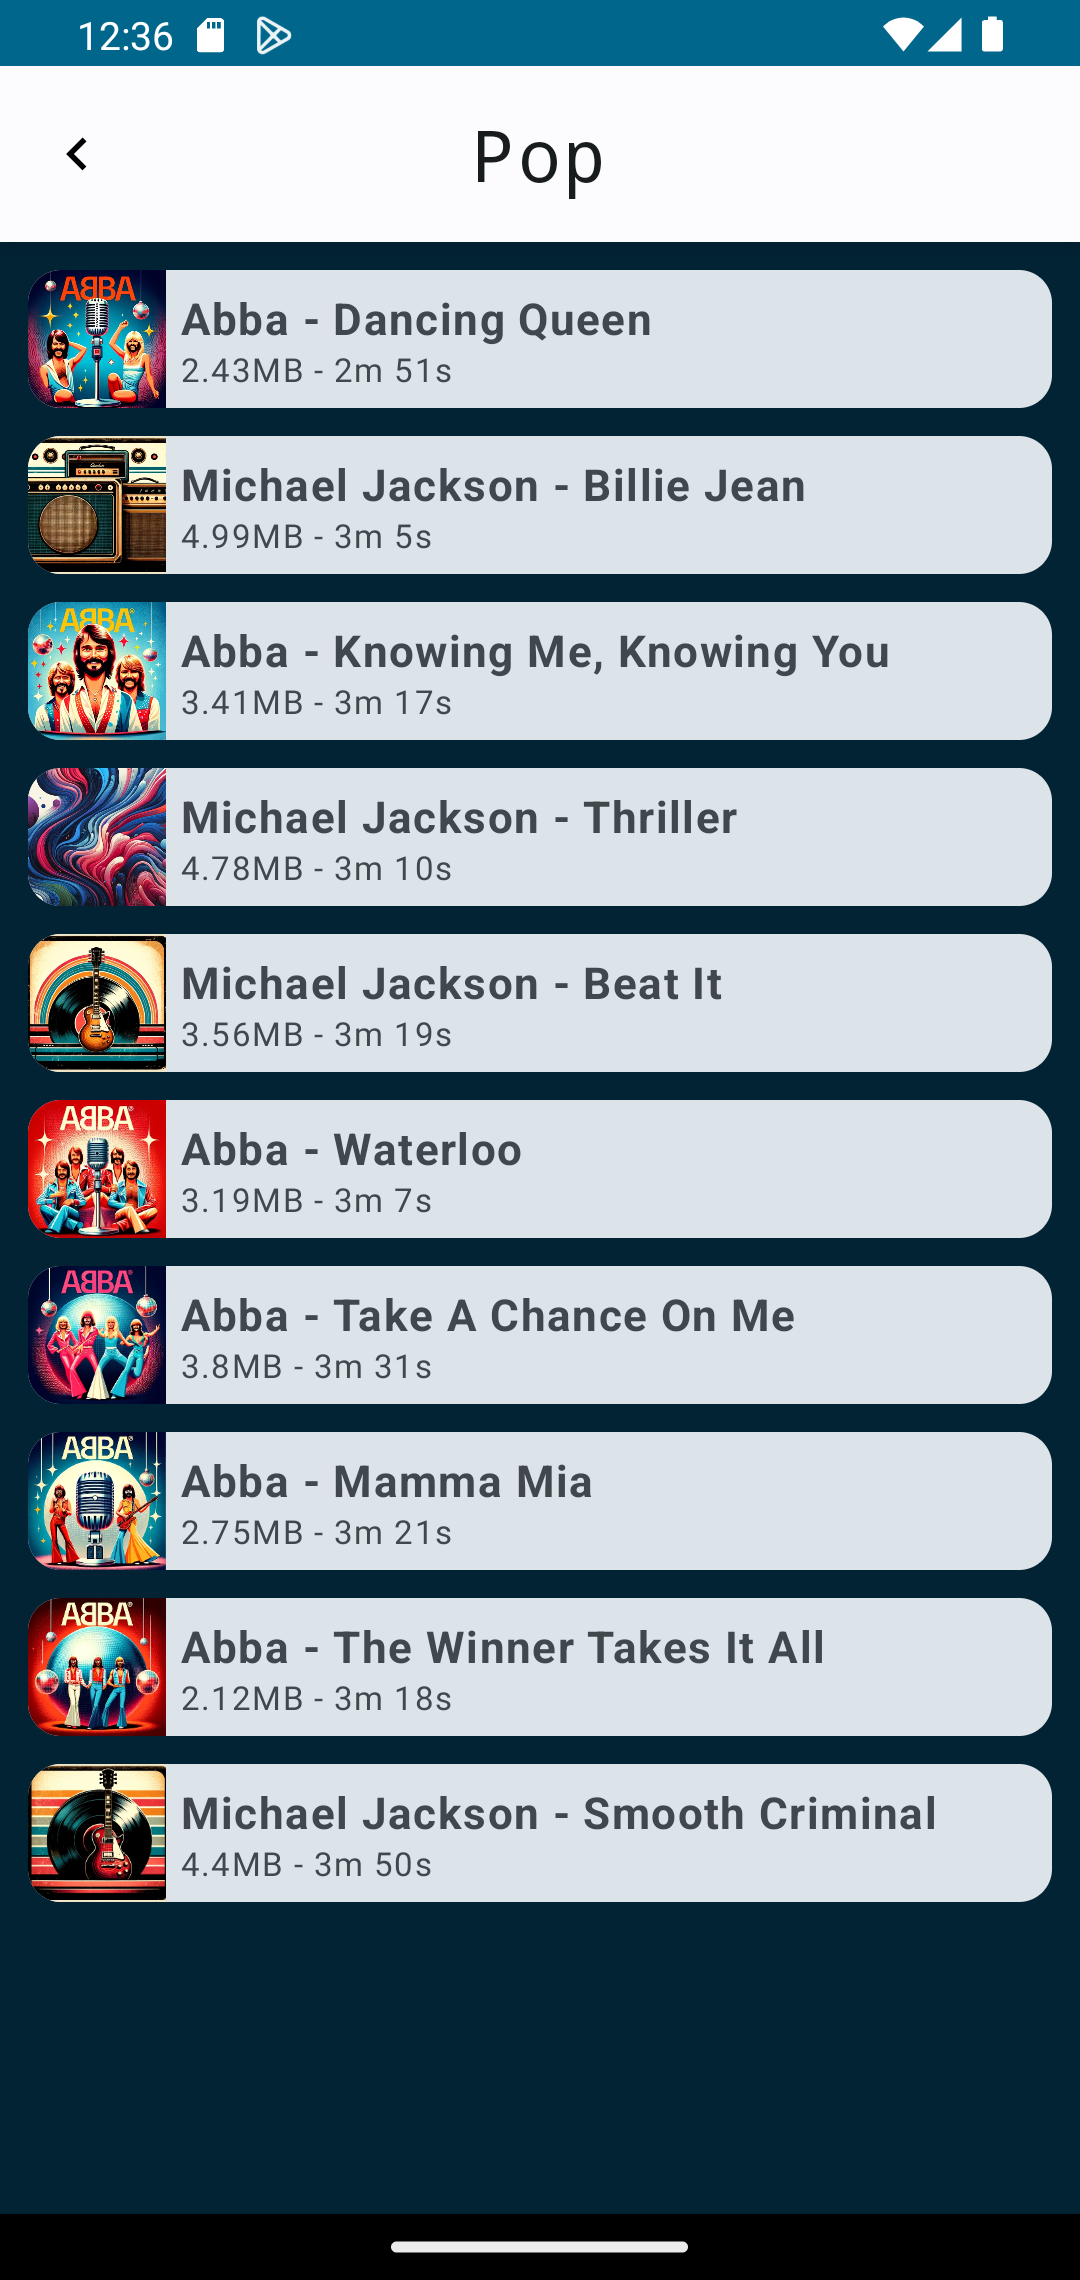 12:36
Pop
ABBA
Abba - Dancing Queen
2.43MB - 2m 51s
Michael Jackson - Billie Jean
4.99MB - 3m 5s
ABBA
Abba - Knowing Me, Knowing You
3.41MB - 3m 17s
Michael Jackson - Thriller
4.78MB - 3m 10s
Michael Jackson - Beat It
3.56MB - 3m 19s
ABBA
Abba - Waterloo
3.19MB - 3m 7s
ABBA
Abba - Take A Chance On Me
3.8MB - 3m 31s
ABBA
Abba - Mamma Mia
2.75MB - 3m 21s
ABBA
Abba - The Winner Takes It All
2.12MB - 3m 18s
Michael Jackson - Smooth Criminal
4.4MB - 3m 50s